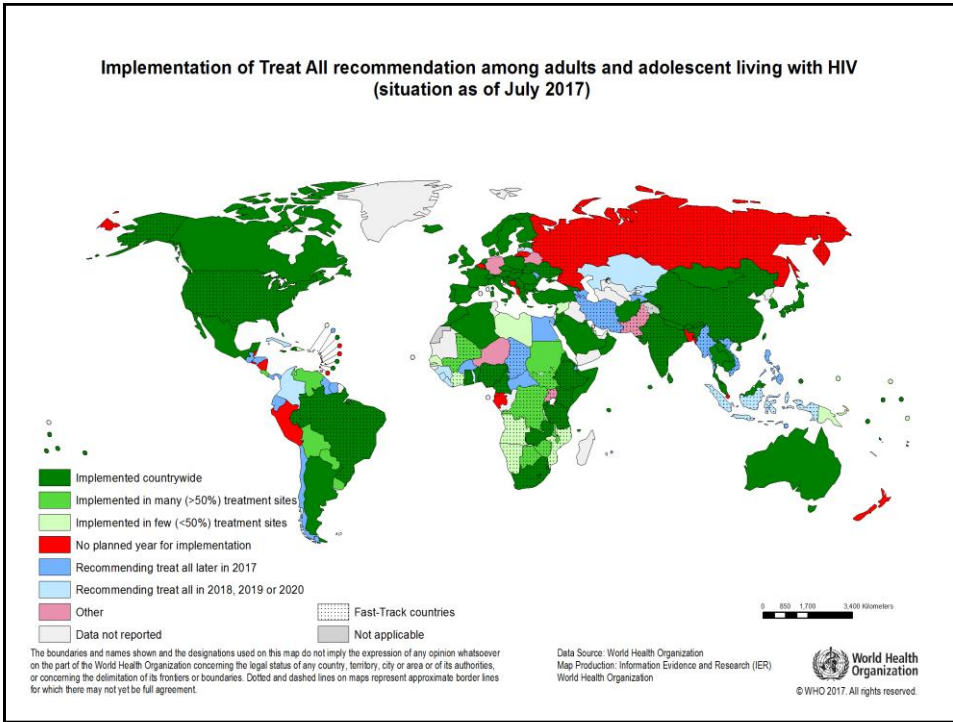 Implementation of Treat All recommendation among adults and adolescent living with HIV
(situation as of July 2017)
Implemented countrywide
Implemented in many (>50%) treatment sites
Implemented in few (<50%) treatment sites
No planned year for implementation
Recommending treat all later in 2017
Recommending treat all in 2018, 2019 or 2020
Other
Data not reported
Fast-Track countries
Not applicable
0 850 1,700 3,400 Kilometers
The boundaries and names shown and the designations used on this map do not imply the expression of any opinion whatsoever
on the part of the World Health Organization concerning the legal status of any country, territory, city or area or of its authorities,
or concerning the delimitation of its frontiers or boundaries. Dotted and dashed lines on maps represent approximate border lines
for which there may not yet be full agreement.
Data Source: World Health Organization
Map Production: Information Evidence and Research (IER)
World Health Organization
World Health
Organization
© WHO 2017. All rights reserved.